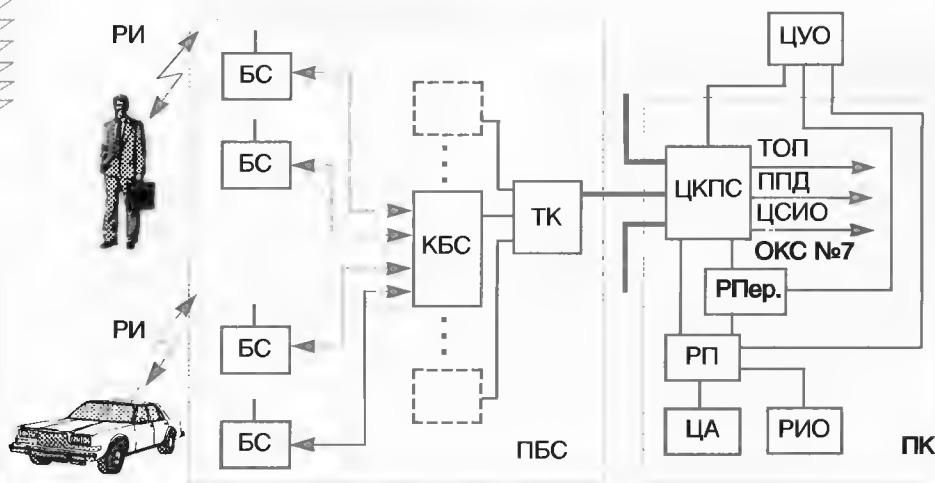 РИ
БС
БС
КБС
ТК
РИ
БС
БС
ПБС
ЦУО
ЦКПС
ТОП
ППД
ЦСИО
ОКС №7
РПер.
РП
ЦА
РИО
ПК